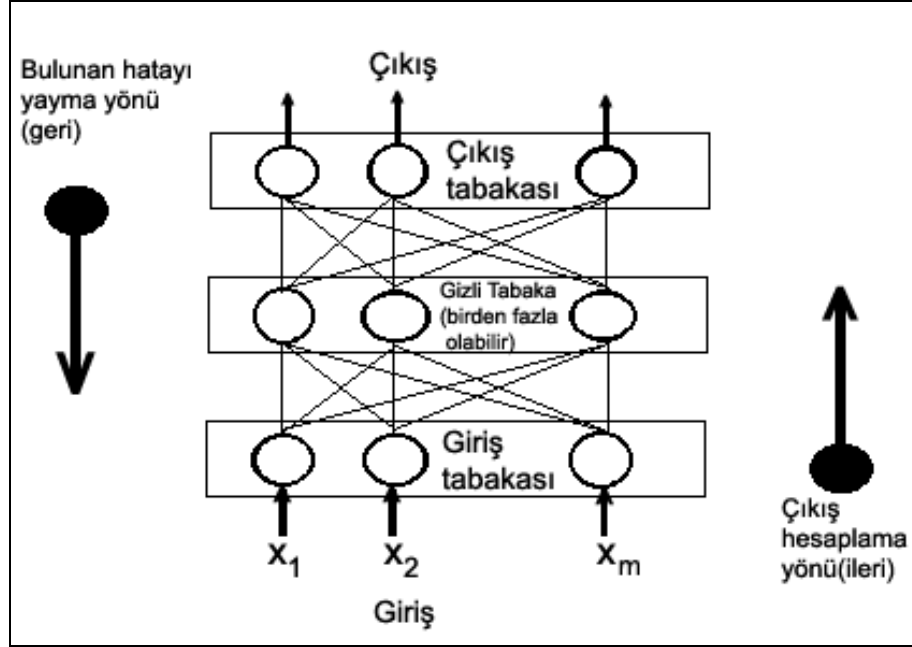 Bulunan hatayı
yayma yönü
(geri)
Çıkış
Çıkış
tabakası
Gizli Tabaka
(birden fazla
olabilir)
Giriş
tabakası
x1
x2
xm
Giriş
Çıkış
hesaplama
yönü(ileri)